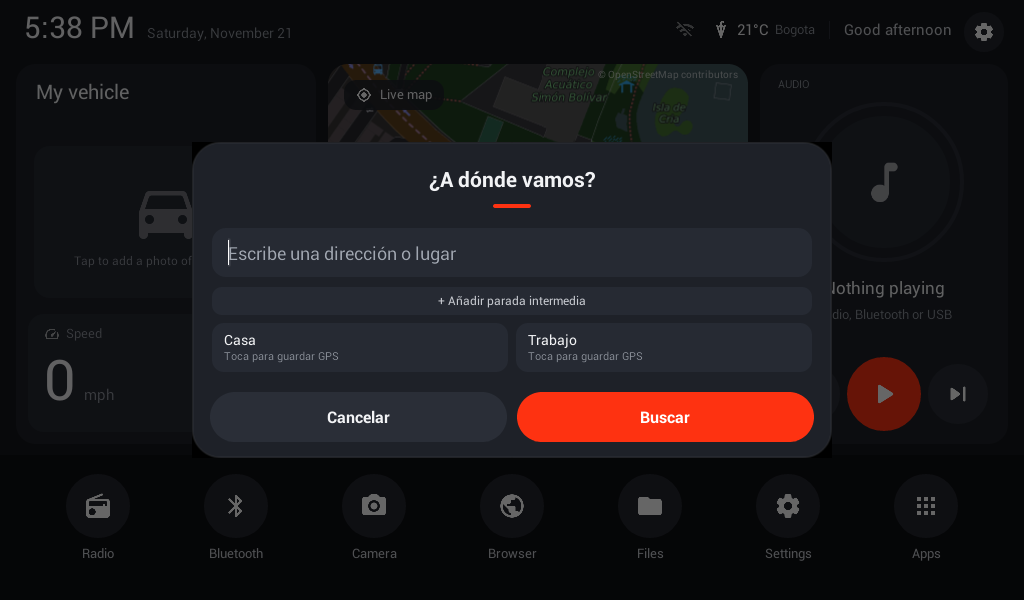 5:38 PM
Saturday, November 21
21°C
Bogota
Good afternoon
My vehicle
Live map
© OpenStreetMap contributors
Complejo
Acuático
Simón Bolívar
Isla de
Cria
AUDIO
¿A dónde vamos?
Escribe una dirección o lugar
+ Añadir parada intermedia
Casa
Toca para guardar GPS
Trabajo
Toca para guardar GPS
Cancelar
Buscar
Tap to add a photo of
Speed
0 mph
Nothing playing
dio, Bluetooth or USB
Radio
Bluetooth
Camera
Browser
Files
Settings
Apps